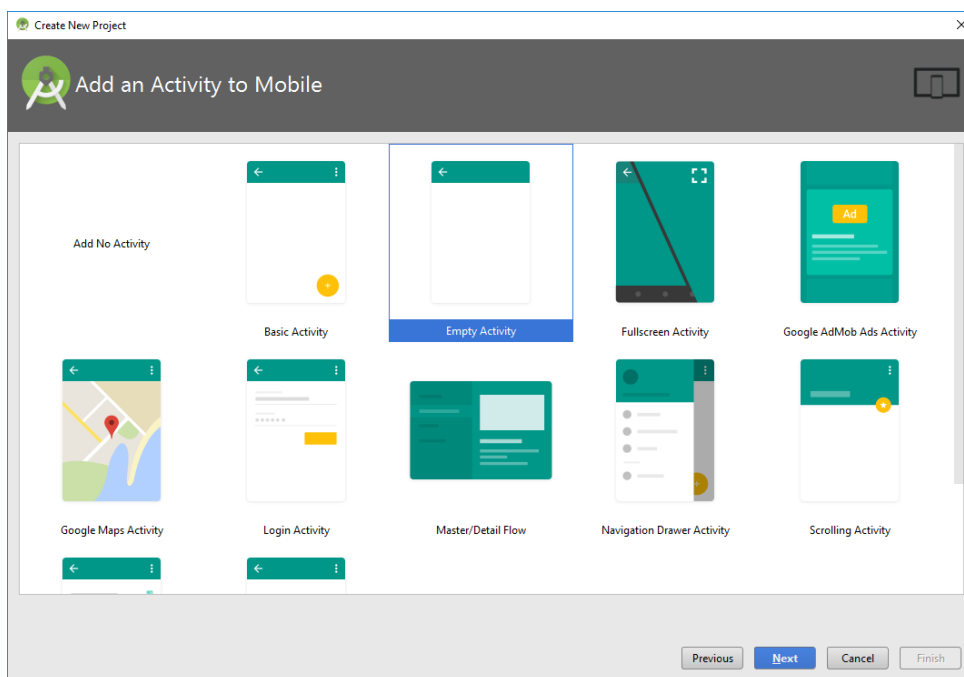 Create New Project
Add an Activity to Mobile
Add No Activity
Basic Activity
Empty Activity
Fullscreen Activity
Ad
Google AdMob Ads Activity
Google Maps Activity
Login Activity
Master/Detail Flow
Navigation Drawer Activity
Scrolling Activity
Previous
Next
Cancel
Finish